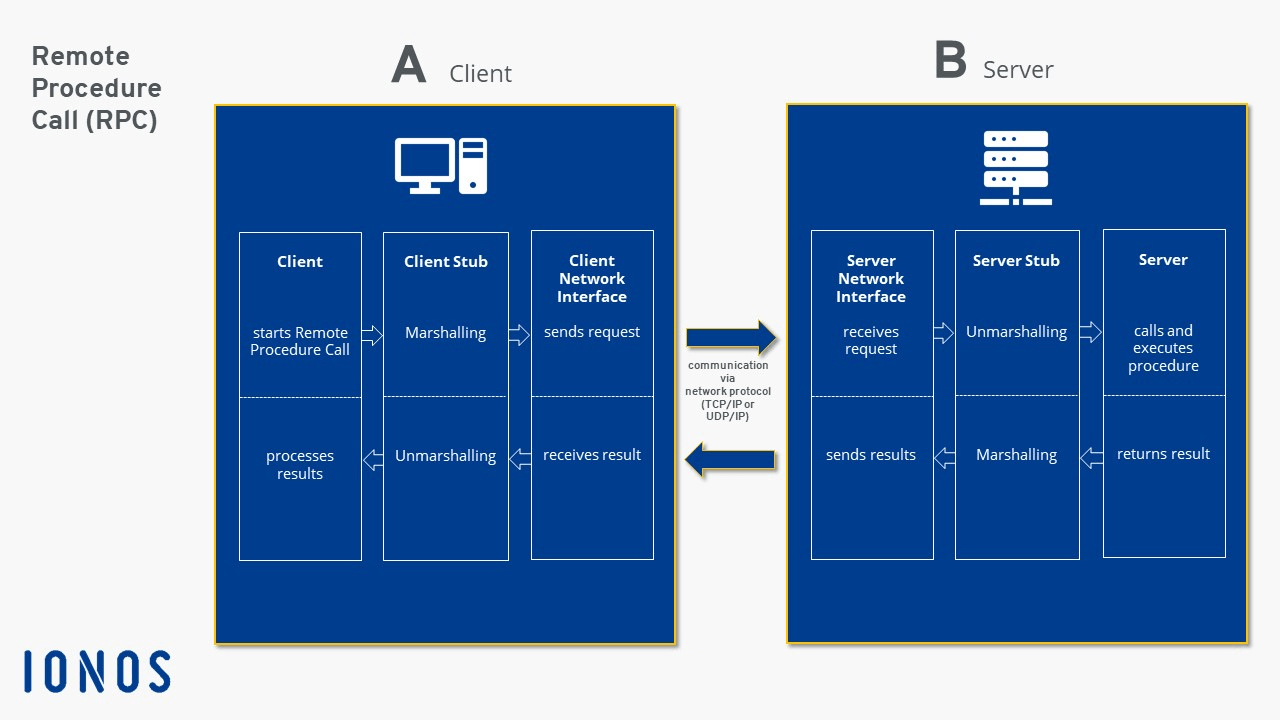 Remote
Procedure
Call (RPC)
A Client
B Server
Client
starts Remote
Procedure Call
processes
results
Client Stub
Marshalling
Unmarshalling
Client
Network
Interface
sends request
receives result
communication
via
network protocol
(TCP/IP or
UDP/IP)
Server
Network
Interface
receives
request
sends results
Server Stub
Unmarshalling
Marshalling
Server
calls and
executes
procedure
returns result
IONOS